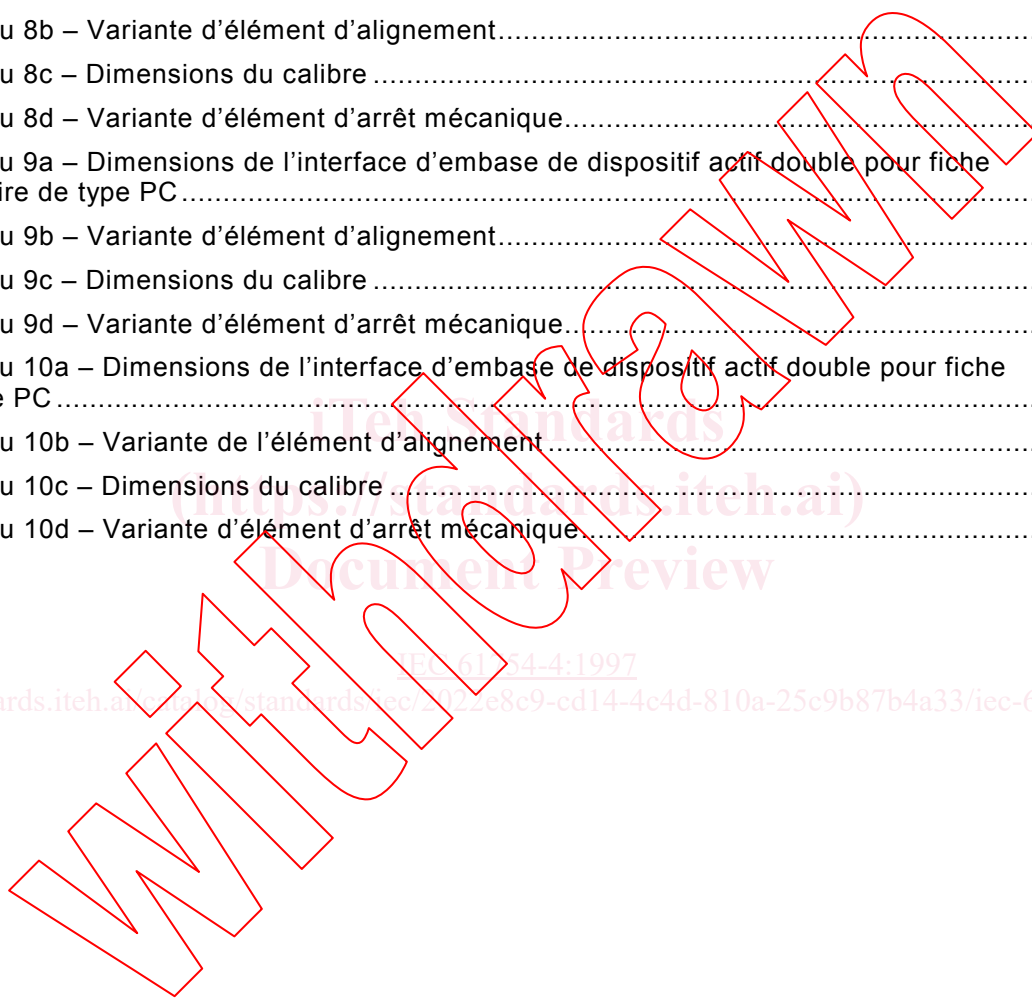 u 8b – Variante d'élément d'alignement
u 8c – Dimensions du calibre
u 8d – Variante d'élément d'arrêt mécanique
u 9a – Dimensions de l'interface d'embase de dispositif actif double pour fiche
ire de type PC
u 9b – Variante d'élément d'alignement
u 9c – Dimensions du calibre
u 9d – Variante d'élément d'arrêt mécanique
u 10a – Dimensions de l'interface d'embase de dispositif actif double pour fiche
e PC
iTeh Standards
u 10b – Variante de l'élément d'alignement
u 10c – Dimensions du calibre
(https://standards.iteh.ai)
u 10d – Variante d'élément d'arrêt mécanique
Document Preview
IEC 61754-4:1997
ards.iteh.ai/catalog/standards/iec/2022e8c9-cd14-4c4d-810a-25c9b87b4a33/iec-6
withdrawn